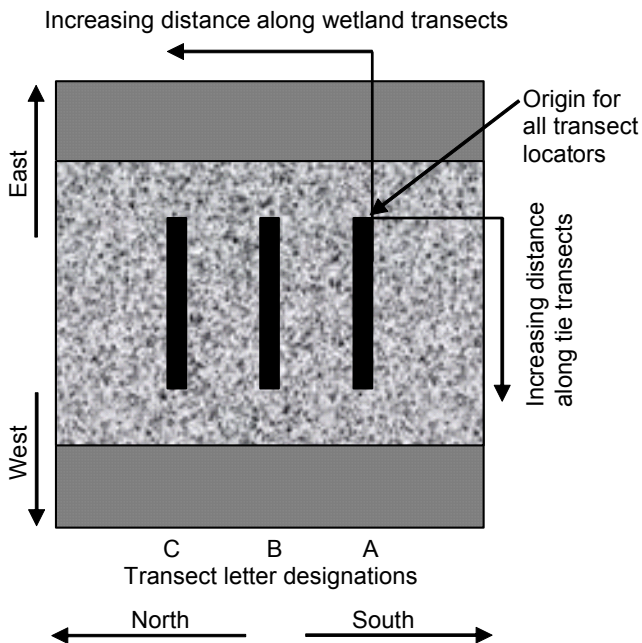 Increasing distance along wetland transects
Origin for
all transect
locators
East
Increasing distance
along tie transects
West
C B A
Transect letter designations
North South